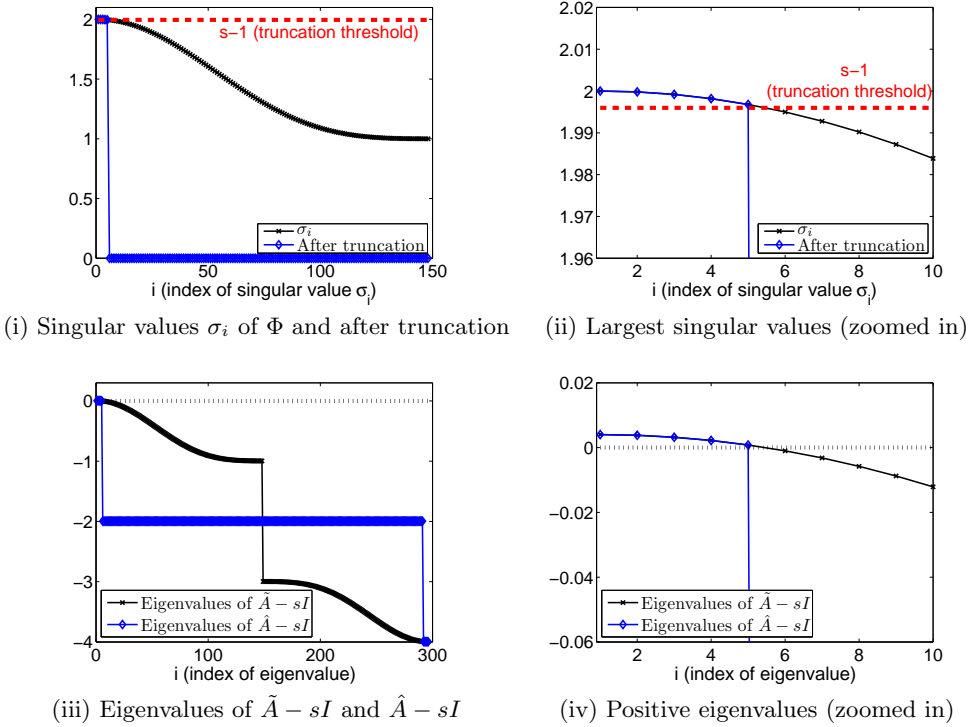 2
1.5
1
0.5
0
s−1 (truncation threshold)
σi
After truncation
0 50 100 150
i (index of singular value σi)
(i) Singular values σi of Φ and after truncation
2.02
2.01
2
1.99
1.98
1.97
1.96
s−1
(truncation threshold)
σi
After truncation
2 4 6 8 10
i (index of singular value σi)
(ii) Largest singular values (zoomed in)
0
−1
−2
−3
−4
Eigenvalues of Ã − sI
Eigenvalues of Â − sI
0 100 200 300
i (index of eigenvalue)
(iii) Eigenvalues of Ã − sI and Â − sI
0.02
0
−0.02
−0.04
−0.06
Eigenvalues of Ã − sI
Eigenvalues of Â − sI
2 4 6 8 10
i (index of eigenvalue)
(iv) Positive eigenvalues (zoomed in)